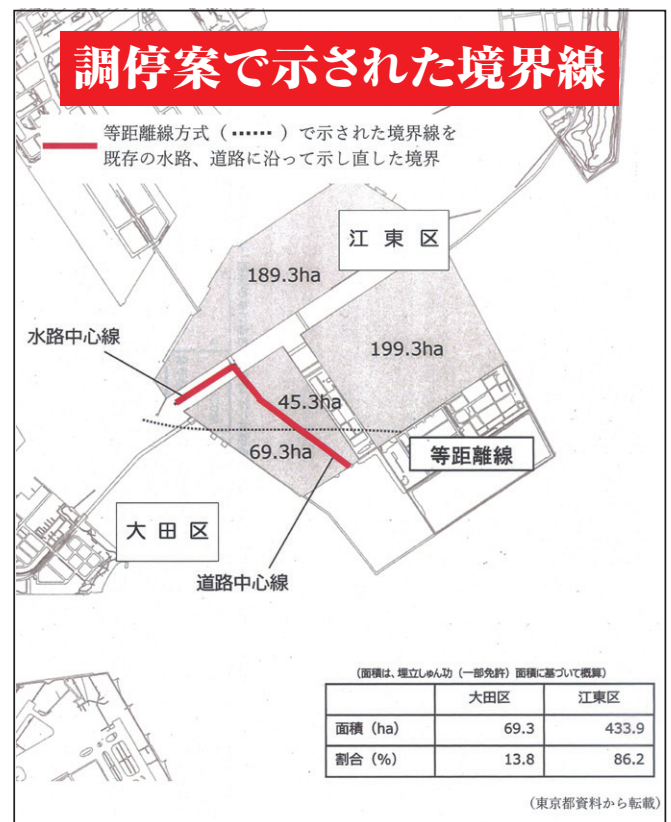 調停案で示された境界線
等距離線方式（‥‥‥）で示された境界線を
既存の水路、道路に沿って示し直した境界
江東区
189.3ha
水路中心線
199.3ha
45.3ha
69.3ha
等距離線
大田区
道路中心線
（面積は、埋立しゅん功（一部免許）面積に基づいて概算）
大田区 江東区
面積（ha） 69.3 433.9
割合（%） 13.8 86.2
（東京都資料から転載）